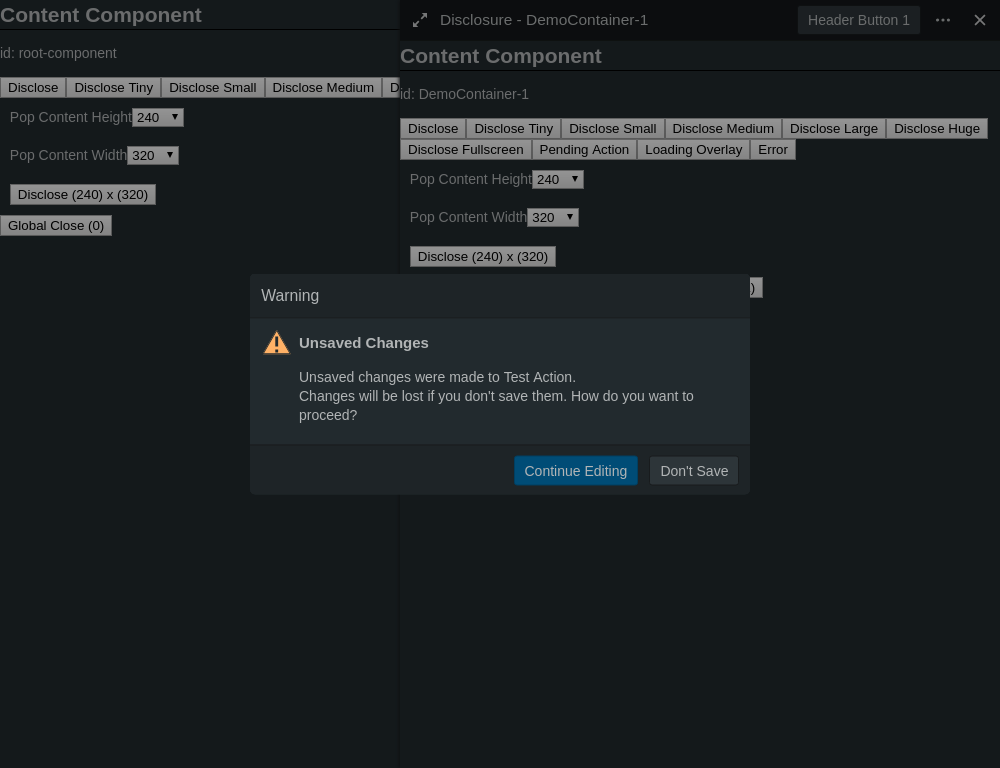 Content Component
id: root-component
Disclose Disclose Tiny Disclose Small Disclose Medium D
Pop Content Height 240
Pop Content Width 320
Disclose (240) x (320)
Global Close (0)
Disclosure - DemoContainer-1 Header Button 1
Content Component
id: DemoContainer-1
Disclose Disclose Tiny Disclose Small Disclose Medium Disclose Large Disclose Huge
Disclose Fullscreen Pending Action Loading Overlay Error
Pop Content Height 240
Pop Content Width 320
Disclose (240) x (320)
)
Warning
Unsaved Changes
Unsaved changes were made to Test Action.
Changes will be lost if you don't save them. How do you want to
proceed?
Continue Editing Don't Save